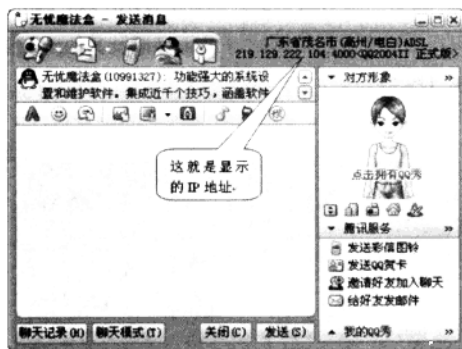 无忧魔法盒 - 发送消息
广东省茂名市(高州/电白)ADSL
219.129.222.104:4000<QQ2004II 正式版>
无忧魔法盒(10991327): 功能强大的系统设
置和维护软件。集成近千个技巧，涵盖软件
这就是显示
的 IP 地址.
对方形象
点击拥有QQ秀
腾讯服务
发送彩信图铃
发送QQ贺卡
邀请好友加入聊天
给好友发邮件
我的QQ秀
聊天记录(H) 聊天模式(T) 关闭(C) 发送(S)